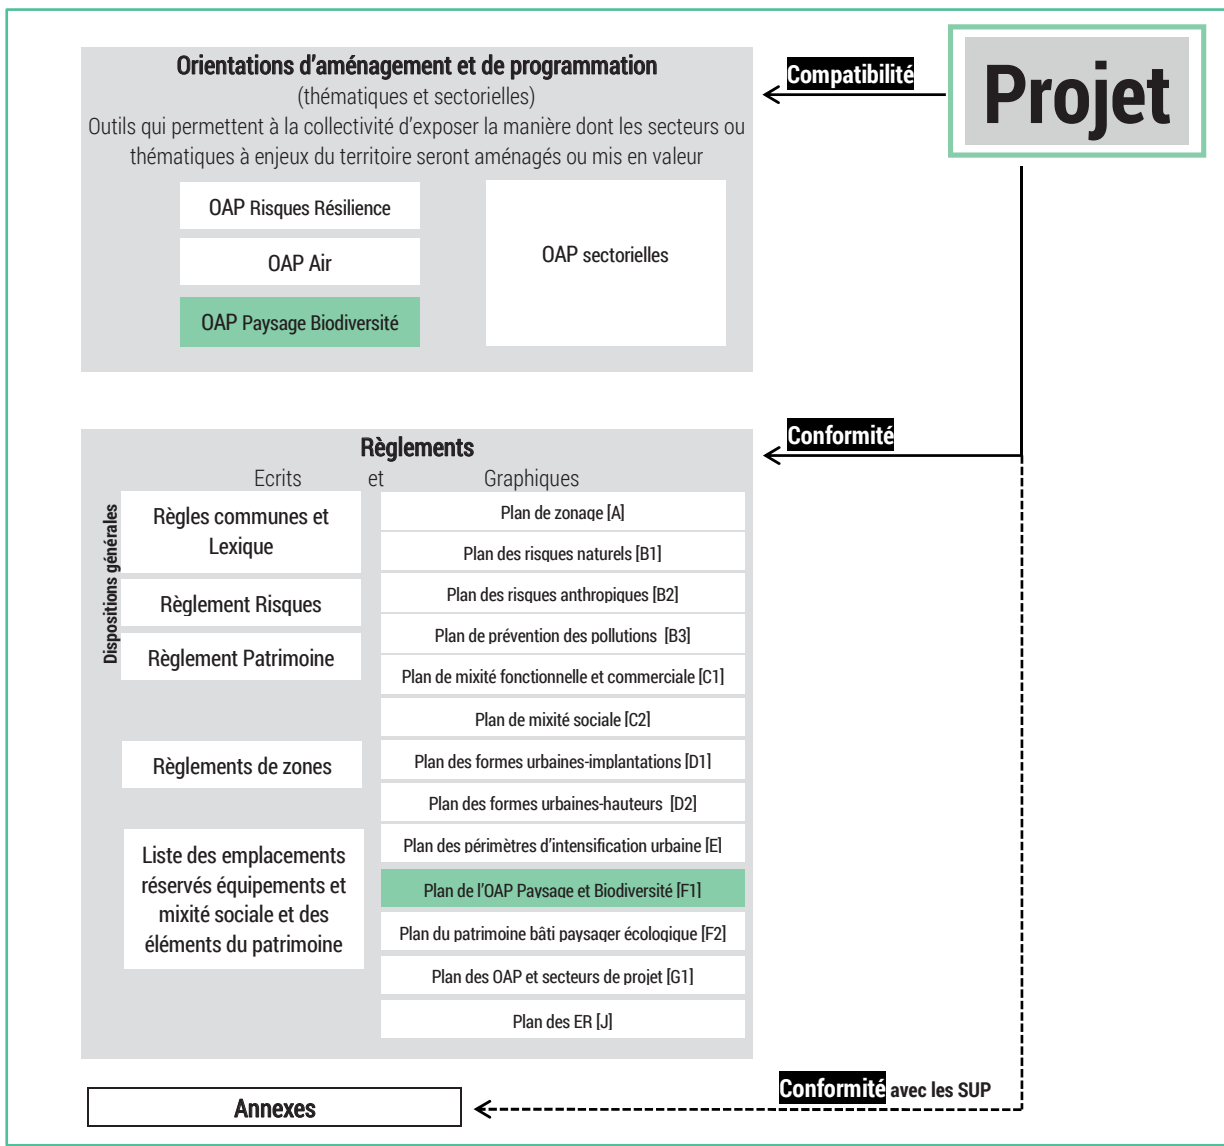 Orientations d'aménagement et de programmation
(thématiques et sectorielles)
Outils qui permettent à la collectivité d'exposer la manière dont les secteurs ou
thématiques à enjeux du territoire seront aménagés ou mis en valeur
OAP Risques Résilience
OAP Air
OAP Paysage Biodiversité
OAP sectorielles
Compatibilité
Projet
Conformité
Règlements
Ecrits et Graphiques
Dispositions générales
Règles communes et
Lexique
Règlement Risques
Règlement Patrimoine
Règlements de zones
Liste des emplacements
réservés équipements et
mixité sociale et des
éléments du patrimoine
Plan de zonage [A]
Plan des risques naturels [B1]
Plan des risques anthropiques [B2]
Plan de prévention des pollutions [B3]
Plan de mixité fonctionnelle et commerciale [C1]
Plan de mixité sociale [C2]
Plan des formes urbaines-implantations [D1]
Plan des formes urbaines-hauteurs [D2]
Plan des périmètres d'intensification urbaine [E]
Plan de l'OAP Paysage et Biodiversité [F1]
Plan du patrimoine bâti paysager écologique [F2]
Plan des OAP et secteurs de projet [G1]
Plan des ER [J]
Conformité avec les SUP
Annexes